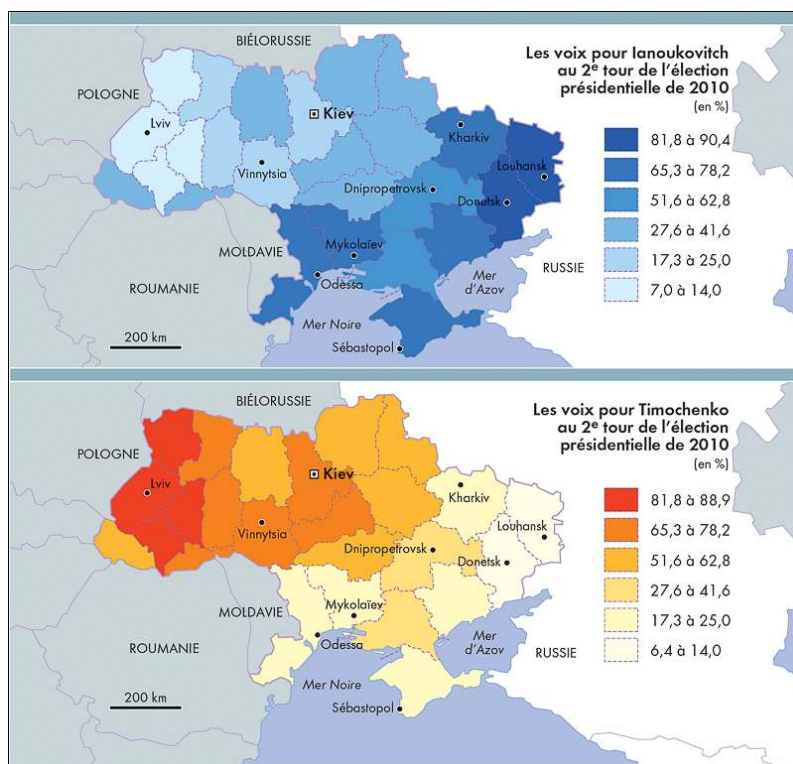 BIÉLORUSSIE
Les voix pour Ianoukovitch
au 2e tour de l'élection
présidentielle de 2010
(en %)
POLOGNE
Kiev
Lviv
Kharkiv
81,8 à 90,4
Louhansk
65,3 à 78,2
Vinnytsia
Dnipropetrovsk
51,6 à 62,8
Donetsk
27,6 à 41,6
MOLDAVIE
Mykolaïev
17,3 à 25,0
Odessa
Mer
d'Azov
RUSSIE
7,0 à 14,0
ROUMANIE
Mer Noire
200 km
Sébastopol
BIÉLORUSSIE
Les voix pour Timochenko
au 2e tour de l'élection
présidentielle de 2010
(en %)
POLOGNE
Kiev
Lviv
Kharkiv
81,8 à 88,9
Louhansk
65,3 à 78,2
Vinnytsia
Dnipropetrovsk
51,6 à 62,8
Donetsk
27,6 à 41,6
MOLDAVIE
Mykolaïev
17,3 à 25,0
Odessa
Mer
d'Azov
RUSSIE
6,4 à 14,0
ROUMANIE
Mer Noire
200 km
Sébastopol